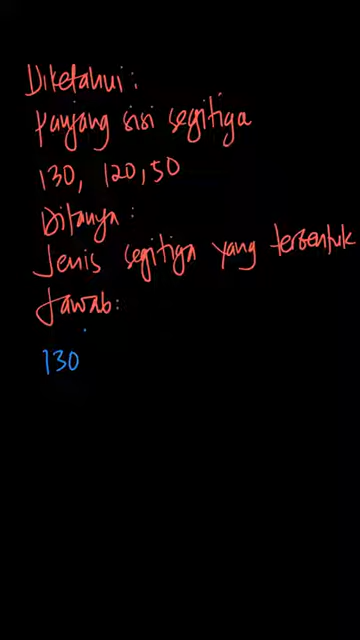 Diketahui:
Panjang sisi segitiga
130, 120, 50
Ditanya:
Jenis segitiga yang terbentuk
Jawab:
130